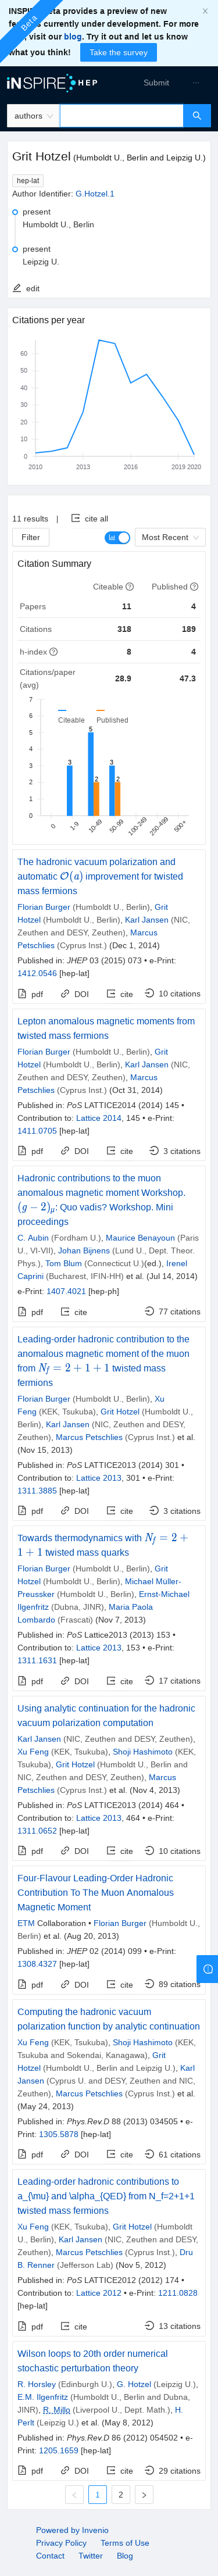 Beta
INSPIRE Beta provides a preview of new
features currently under development. For more
info, visit our blog. Try it out and let us know
what you think! Take the survey
iNSPIRE HEP Submit ···
authors
Grit Hotzel (Humboldt U., Berlin and Leipzig U.)
hep-lat
Author Identifier: G.Hotzel.1
present
Humboldt U., Berlin
present
Leipzig U.
edit
Citations per year
60
50
40
30
20
10
0
2010 2013 2016 2019 2020
11 results | cite all
Filter lit Most Recent
Citation Summary
Citeable Published
Papers 11 4
Citations 318 189
h-index 8 4
Citations/paper
(avg) 28.9 47.3
7
6
5
4
3
2
1
0
Citeable Published
3 5 2 3 2
0 1-9 10-49 50-99 100-249 250-499 500+
The hadronic vacuum polarization and
automatic O(a) improvement for twisted
mass fermions
Florian Burger (Humboldt U., Berlin), Grit
Hotzel (Humboldt U., Berlin), Karl Jansen (NIC,
Zeuthen and DESY, Zeuthen), Marcus
Petschlies (Cyprus Inst.) (Dec 1, 2014)
Published in: JHEP 03 (2015) 073 • e-Print:
1412.0546 [hep-lat]
pdf DOI cite 10 citations
Lepton anomalous magnetic moments from
twisted mass fermions
Florian Burger (Humboldt U., Berlin), Grit
Hotzel (Humboldt U., Berlin), Karl Jansen (NIC,
Zeuthen and DESY, Zeuthen), Marcus
Petschlies (Cyprus Inst.) (Oct 31, 2014)
Published in: PoS LATTICE2014 (2014) 145 •
Contribution to: Lattice 2014, 145 • e-Print:
1411.0705 [hep-lat]
pdf DOI cite 3 citations
Hadronic contributions to the muon
anomalous magnetic moment Workshop.
(g − 2)μ: Quo vadis? Workshop. Mini
proceedings
C. Aubin (Fordham U.), Maurice Benayoun (Paris
U., VI-VII), Johan Bijnens (Lund U., Dept. Theor.
Phys.), Tom Blum (Connecticut U.)(ed.), Irenel
Caprini (Bucharest, IFIN-HH) et al. (Jul 14, 2014)
e-Print: 1407.4021 [hep-ph]
pdf cite 77 citations
Leading-order hadronic contribution to the
anomalous magnetic moment of the muon
from Nf = 2 + 1 + 1 twisted mass
fermions
Florian Burger (Humboldt U., Berlin), Xu
Feng (KEK, Tsukuba), Grit Hotzel (Humboldt U.,
Berlin), Karl Jansen (NIC, Zeuthen and DESY,
Zeuthen), Marcus Petschlies (Cyprus Inst.) et al.
(Nov 15, 2013)
Published in: PoS LATTICE2013 (2014) 301 •
Contribution to: Lattice 2013, 301 • e-Print:
1311.3885 [hep-lat]
pdf DOI cite 3 citations
Towards thermodynamics with Nf = 2 +
1 + 1 twisted mass quarks
Florian Burger (Humboldt U., Berlin), Grit
Hotzel (Humboldt U., Berlin), Michael Müller-
Preussker (Humboldt U., Berlin), Ernst-Michael
Ilgenfritz (Dubna, JINR), Maria Paola
Lombardo (Frascati) (Nov 7, 2013)
Published in: PoS Lattice2013 (2013) 153 •
Contribution to: Lattice 2013, 153 • e-Print:
1311.1631 [hep-lat]
pdf DOI cite 17 citations
Using analytic continuation for the hadronic
vacuum polarization computation
Karl Jansen (NIC, Zeuthen and DESY, Zeuthen),
Xu Feng (KEK, Tsukuba), Shoji Hashimoto (KEK,
Tsukuba), Grit Hotzel (Humboldt U., Berlin and
NIC, Zeuthen and DESY, Zeuthen), Marcus
Petschlies (Cyprus Inst.) et al. (Nov 4, 2013)
Published in: PoS LATTICE2013 (2014) 464 •
Contribution to: Lattice 2013, 464 • e-Print:
1311.0652 [hep-lat]
pdf DOI cite 10 citations
Four-Flavour Leading-Order Hadronic
Contribution To The Muon Anomalous
Magnetic Moment
ETM Collaboration • Florian Burger (Humboldt U.,
Berlin) et al. (Aug 20, 2013)
Published in: JHEP 02 (2014) 099 • e-Print:
1308.4327 [hep-lat]
pdf DOI cite 89 citations
Computing the hadronic vacuum
polarization function by analytic continuation
Xu Feng (KEK, Tsukuba), Shoji Hashimoto (KEK,
Tsukuba and Sokendai, Kanagawa), Grit
Hotzel (Humboldt U., Berlin and Leipzig U.), Karl
Jansen (Cyprus U. and DESY, Zeuthen and NIC,
Zeuthen), Marcus Petschlies (Cyprus Inst.) et al.
(May 24, 2013)
Published in: Phys.Rev.D 88 (2013) 034505 • e-
Print: 1305.5878 [hep-lat]
pdf DOI cite 61 citations
Leading-order hadronic contributions to
a_{\mu} and \alpha_{QED} from N_f=2+1+1
twisted mass fermions
Xu Feng (KEK, Tsukuba), Grit Hotzel (Humboldt
U., Berlin), Karl Jansen (NIC, Zeuthen and DESY,
Zeuthen), Marcus Petschlies (Cyprus Inst.), Dru
B. Renner (Jefferson Lab) (Nov 5, 2012)
Published in: PoS LATTICE2012 (2012) 174 •
Contribution to: Lattice 2012 • e-Print: 1211.0828
[hep-lat]
pdf cite 13 citations
Wilson loops to 20th order numerical
stochastic perturbation theory
R. Horsley (Edinburgh U.), G. Hotzel (Leipzig U.),
E.M. Ilgenfritz (Humboldt U., Berlin and Dubna,
JINR), R. Millo (Liverpool U., Dept. Math.), H.
Perlt (Leipzig U.) et al. (May 8, 2012)
Published in: Phys.Rev.D 86 (2012) 054502 • e-
Print: 1205.1659 [hep-lat]
pdf DOI cite 29 citations
1 2
Powered by Invenio
Privacy Policy Terms of Use
Contact Twitter Blog